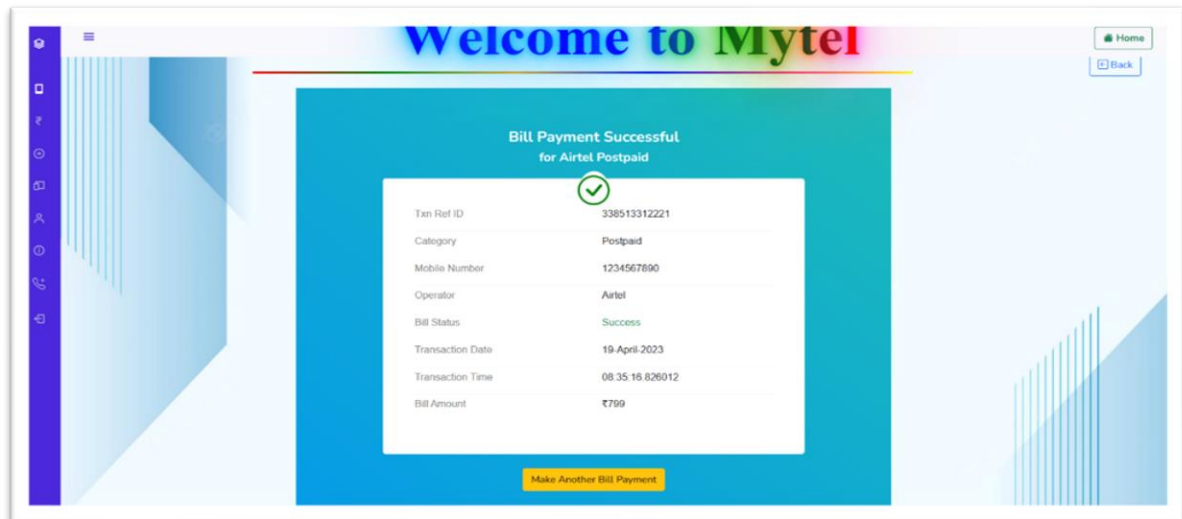 Welcome to Mytel
Home
Back
Bill Payment Successful
for Airtel Postpaid
Txn Ref ID 338513312221
Category Postpaid
Mobile Number 1234567890
Operator Airtel
Bill Status Success
Transaction Date 19-April-2023
Transaction Time 08:35:16.826012
Bill Amount ₹799
Make Another Bill Payment